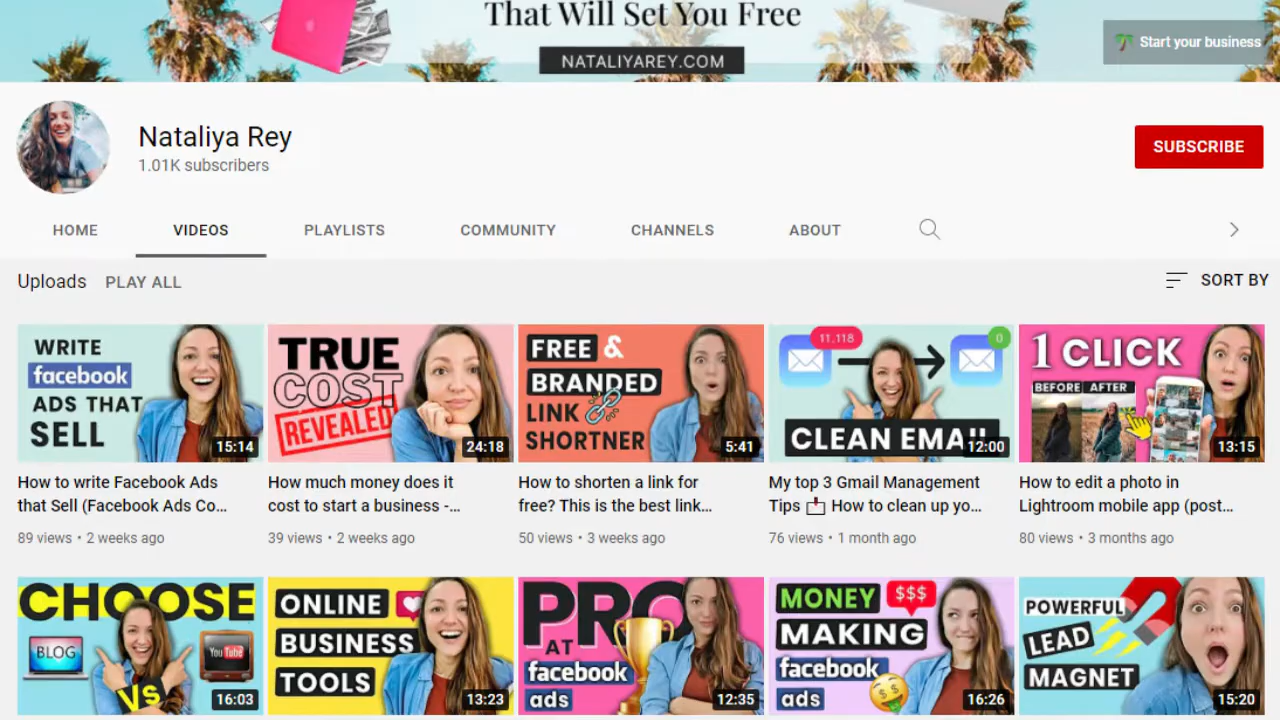 That Will Set You Free
NATALIYAREY.COM
Start your business
Nataliya Rey
1.01K subscribers
SUBSCRIBE
HOME VIDEOS PLAYLISTS COMMUNITY CHANNELS ABOUT
Uploads PLAY ALL SORT BY
WRITE
facebook
ADS THAT
SELL
15:14
TRUE
COST
REVEALED
24:18
FREE &
BRANDED
LINK
SHORTNER
5:41
11,118
0
CLEAN EMAIL
12:00
1 CLICK
BEFORE AFTER
13:15
How to write Facebook Ads
that Sell (Facebook Ads Co...
89 views • 2 weeks ago
How much money does it
cost to start a business -...
39 views • 2 weeks ago
How to shorten a link for
free? This is the best link...
50 views • 3 weeks ago
My top 3 Gmail Management
Tips 📩 How to clean up yo...
76 views • 1 month ago
How to edit a photo in
Lightroom mobile app (post...
80 views • 3 months ago
CHOOSE
BLOG
VS
YouTube
16:03
ONLINE
BUSINESS
TOOLS
13:23
PRO
AT
facebook
ads
12:35
MONEY
$$$
MAKING
facebook
ads
16:26
POWERFUL
LEAD
MAGNET
15:20